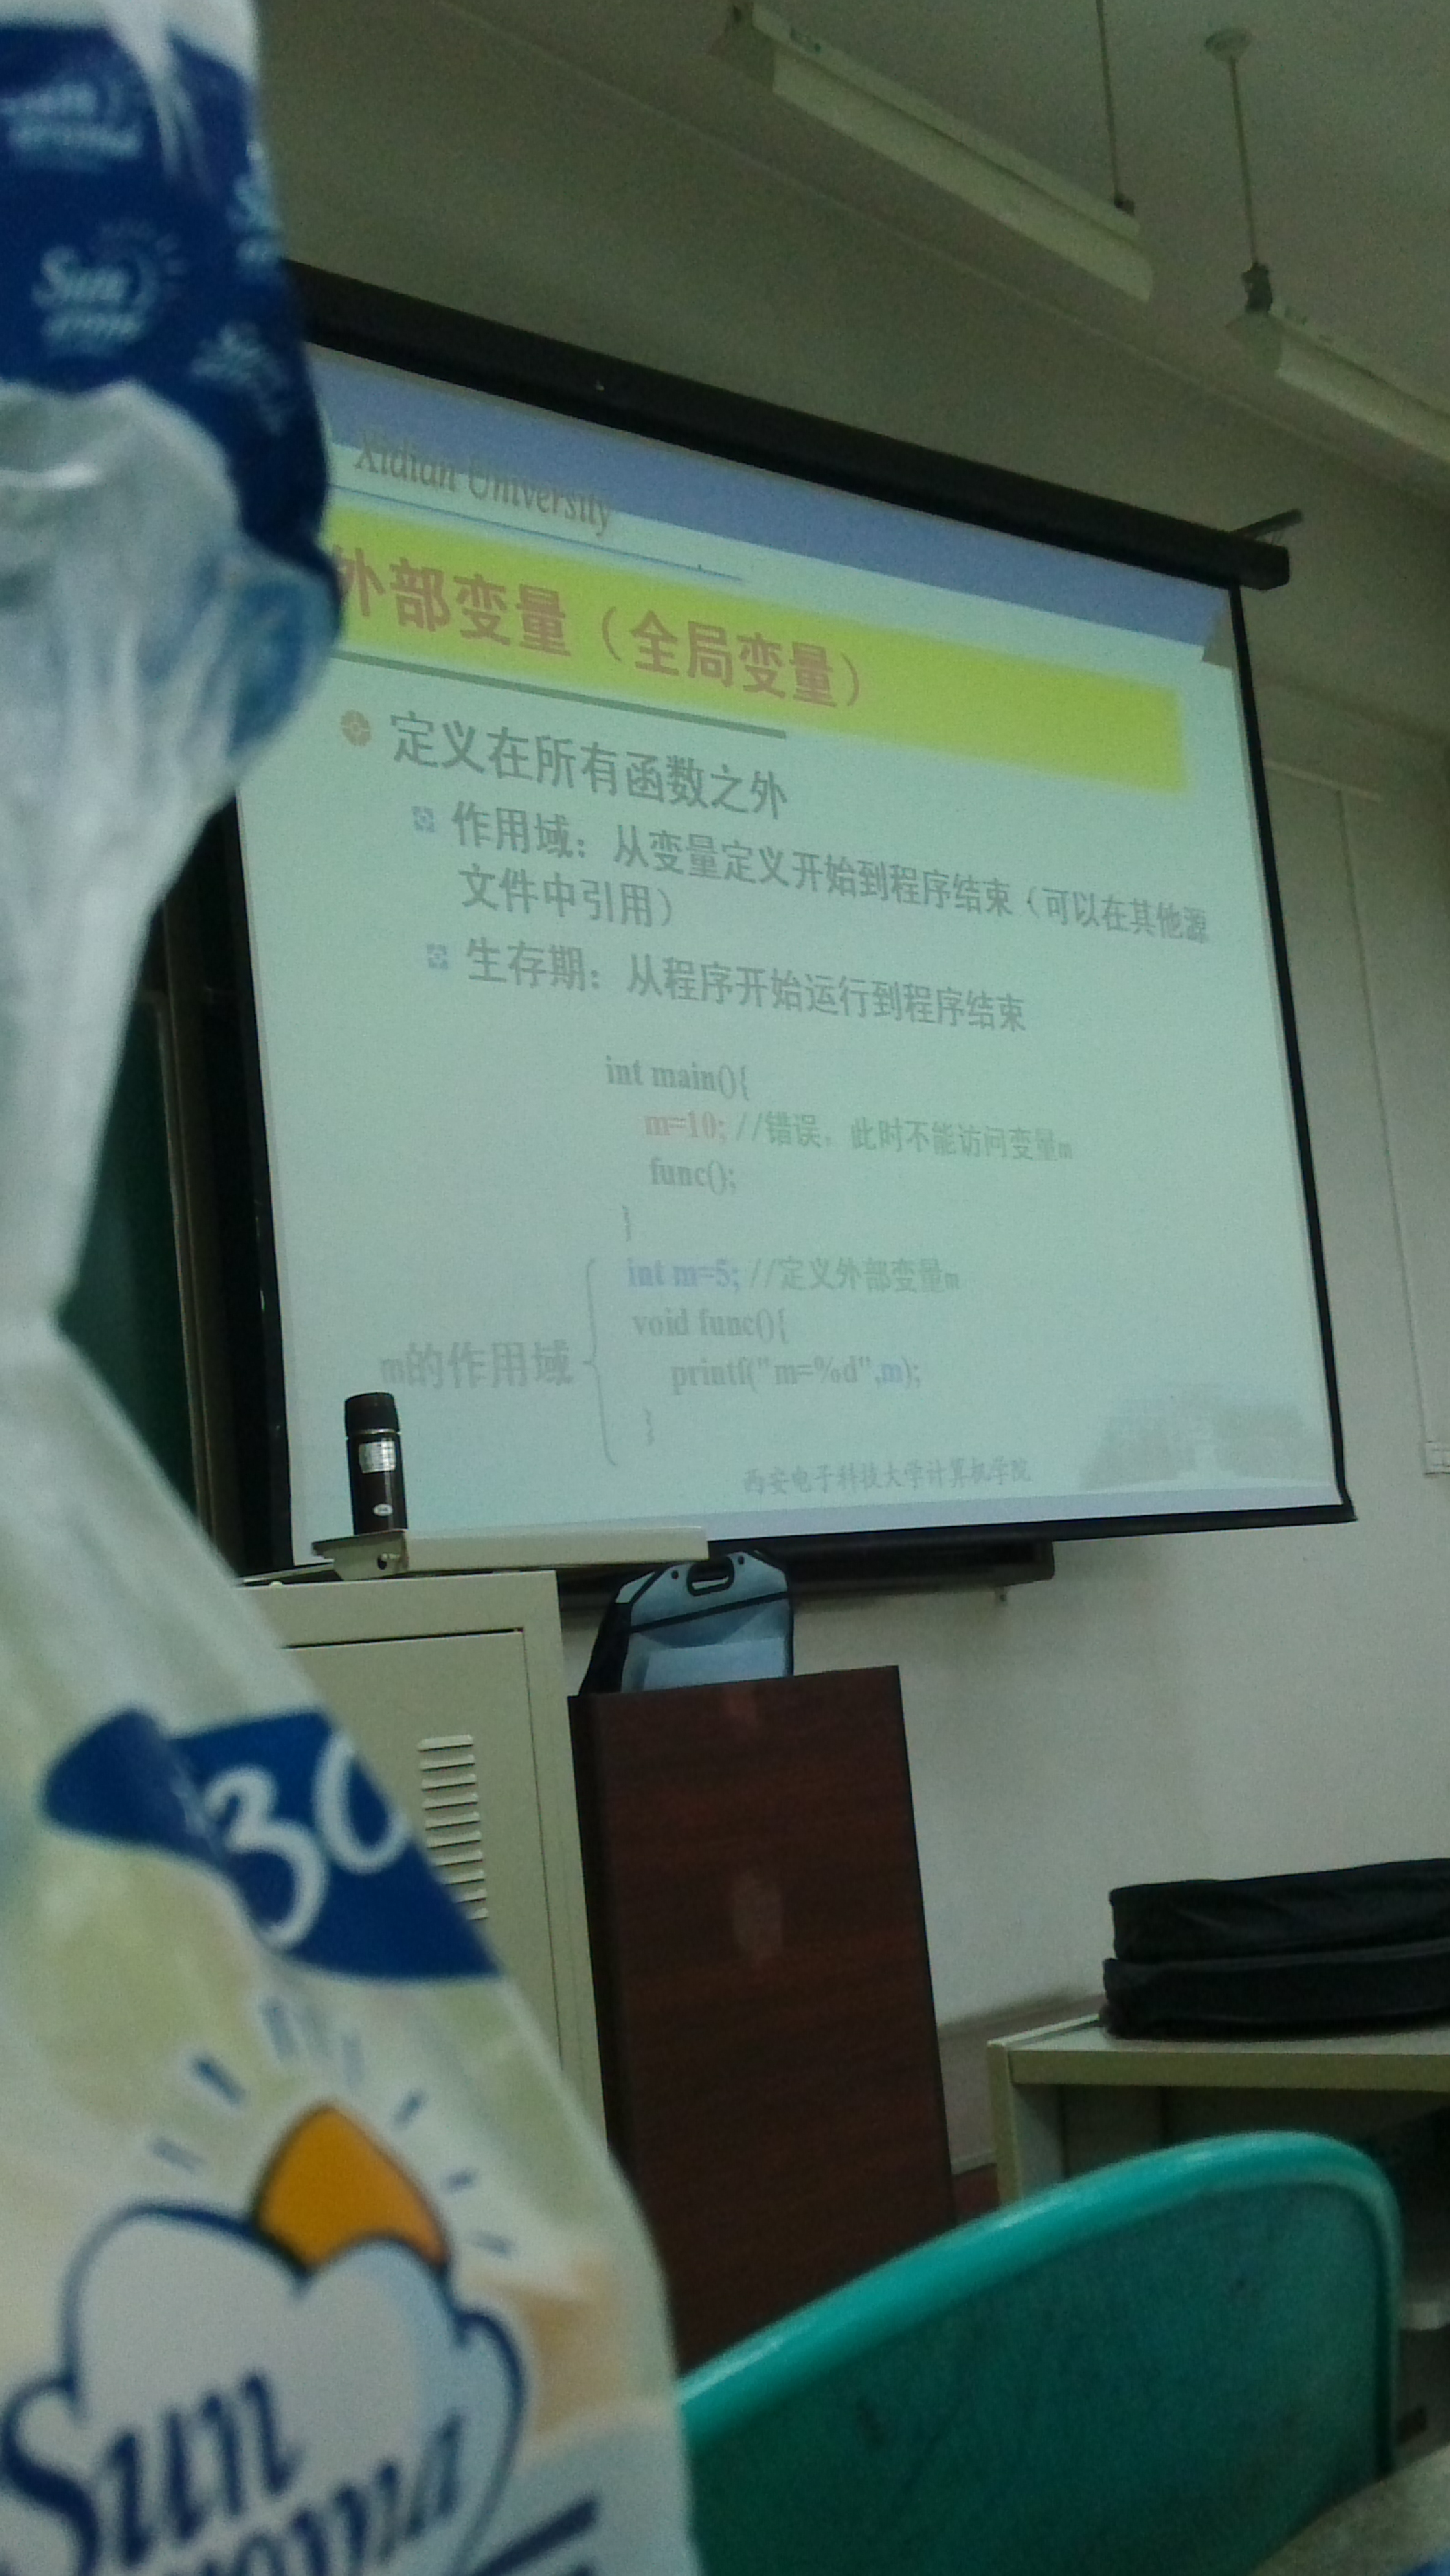 Xidian University
外部变量（全局变量）
定义在所有函数之外
作用域：从变量定义开始到程序结束（可以在其他源
文件中引用）
生存期：从程序开始运行到程序结束
int main(){
m=10; //错误，此时不能访问变量m
func();
}
int m=5; //定义外部变量m
void func(){
m的作用域
printf("m=%d",m);
}
西安电子科技大学计算机学院
Sun
30
Sun